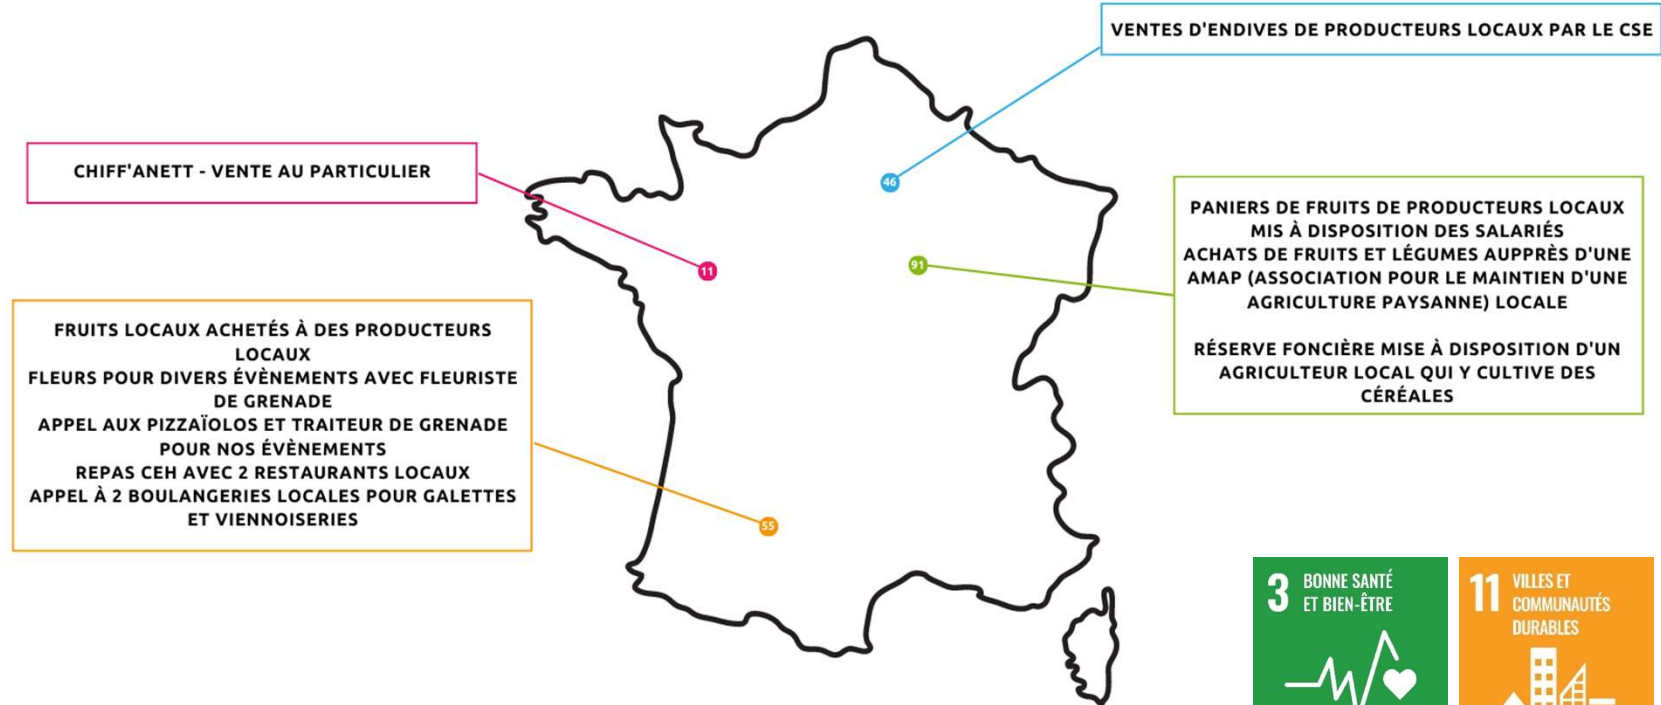 VENTES D'ENDIVES DE PRODUCTEURS LOCAUX PAR LE CSE
CHIFF'ANETT - VENTE AU PARTICULIER
46
11
91
PANIERS DE FRUITS DE PRODUCTEURS LOCAUX
MIS À DISPOSITION DES SALARIÉS
ACHATS DE FRUITS ET LÉGUMES AUPPRÈS D'UNE
AMAP (ASSOCIATION POUR LE MAINTIEN D'UNE
AGRICULTURE PAYSANNE) LOCALE
RÉSERVE FONCIÈRE MISE À DISPOSITION D'UN
AGRICULTEUR LOCAL QUI Y CULTIVE DES
CÉRÉALES
FRUITS LOCAUX ACHETÉS À DES PRODUCTEURS
LOCAUX
FLEURS POUR DIVERS ÉVÈNEMENTS AVEC FLEURISTE
DE GRENADE
APPEL AUX PIZZAÏOLOS ET TRAITEUR DE GRENADE
POUR NOS ÉVÈNEMENTS
REPAS CEH AVEC 2 RESTAURANTS LOCAUX
APPEL À 2 BOULANGERIES LOCALES POUR GALETTES
ET VIENNOISERIES
55
3 BONNE SANTÉ
ET BIEN-ÊTRE
11 VILLES ET
COMMUNAUTÉS
DURABLES